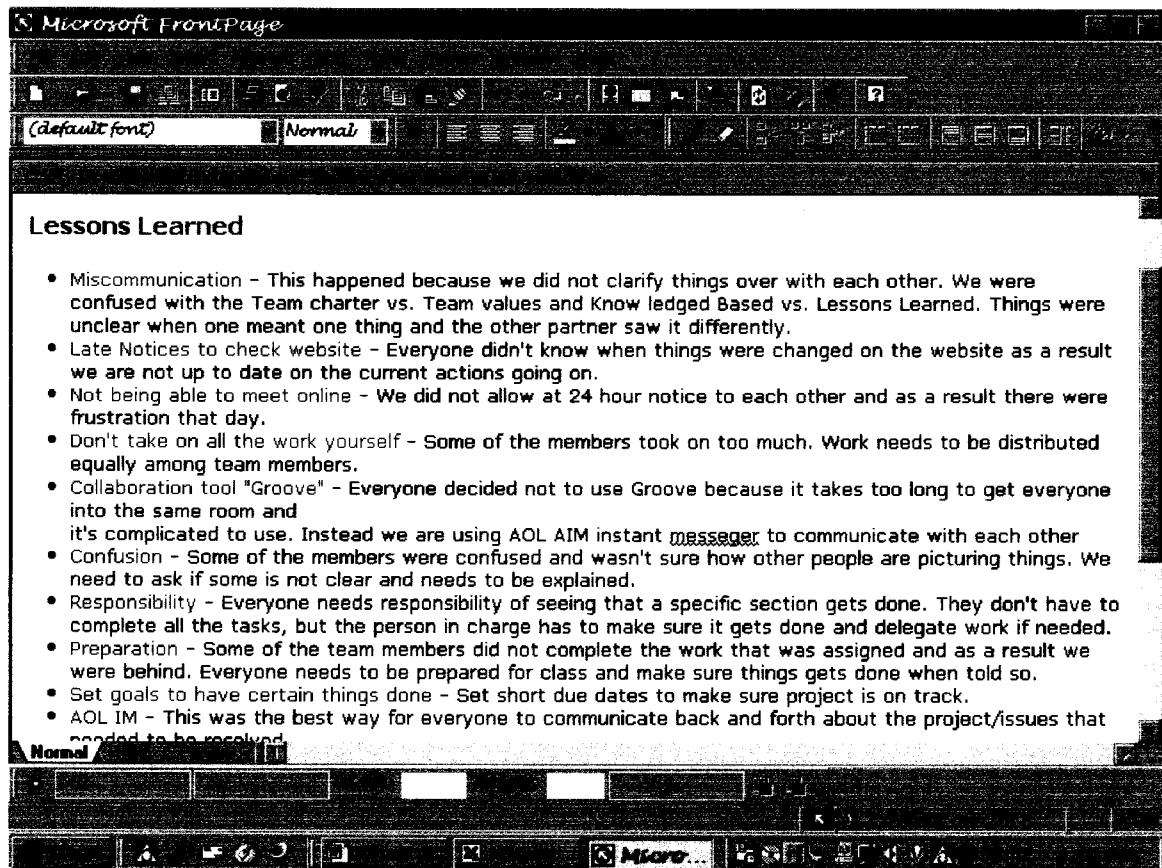 Microsoft FrontPage
(default font) Normal
Lessons Learned
• Miscommunication - This happened because we did not clarify things over with each other. We were
confused with the Team charter vs. Team values and Know ledged Based vs. Lessons Learned. Things were
unclear when one meant one thing and the other partner saw it differently.
• Late Notices to check website - Everyone didn't know when things were changed on the website as a result
we are not up to date on the current actions going on.
• Not being able to meet online - We did not allow at 24 hour notice to each other and as a result there were
frustration that day.
• Don't take on all the work yourself - Some of the members took on too much. Work needs to be distributed
equally among team members.
• Collaboration tool "Groove" - Everyone decided not to use Groove because it takes too long to get everyone
into the same room and
it's complicated to use. Instead we are using AOL AIM instant messeger to communicate with each other
• Confusion - Some of the members were confused and wasn't sure how other people are picturing things. We
need to ask if some is not clear and needs to be explained.
• Responsibility - Everyone needs responsibility of seeing that a specific section gets done. They don't have to
complete all the tasks, but the person in charge has to make sure it gets done and delegate work if needed.
• Preparation - Some of the team members did not complete the work that was assigned and as a result we
were behind. Everyone needs to be prepared for class and make sure things gets done when told so.
• Set goals to have certain things done - Set short due dates to make sure project is on track.
• AOL IM - This was the best way for everyone to communicate back and forth about the project/issues that
needed to be resolved
Normal
Micro...